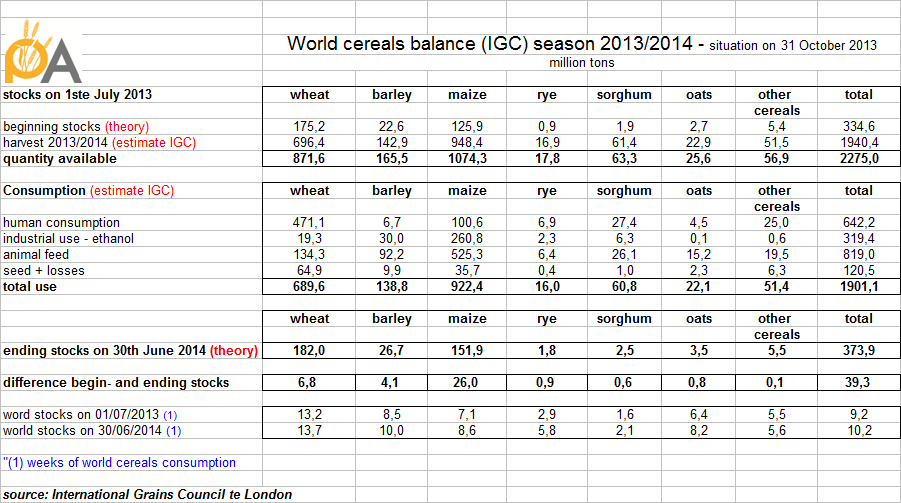 pA
World cereals balance (IGC) season 2013/2014 - situation on 31 October 2013
million tons
stocks on 1ste July 2013 wheat barley maize rye sorghum oats other cereals total
beginning stocks (theory) 175,2 22,6 125,9 0,9 1,9 2,7 5,4 334,6
harvest 2013/2014 (estimate IGC) 696,4 142,9 948,4 16,9 61,4 22,9 51,5 1940,4
quantity available 871,6 165,5 1074,3 17,8 63,3 25,6 56,9 2275,0
Consumption (estimate IGC) wheat barley maize rye sorghum oats other cereals total
human consumption 471,1 6,7 100,6 6,9 27,4 4,5 25,0 642,2
industrial use - ethanol 19,3 30,0 260,8 2,3 6,3 0,1 0,6 319,4
animal feed 134,3 92,2 525,3 6,4 26,1 15,2 19,5 819,0
seed + losses 64,9 9,9 35,7 0,4 1,0 2,3 6,3 120,5
total use 689,6 138,8 922,4 16,0 60,8 22,1 51,4 1901,1
wheat barley maize rye sorghum oats other cereals total
ending stocks on 30th June 2014 (theory) 182,0 26,7 151,9 1,8 2,5 3,5 5,5 373,9
difference begin- and ending stocks 6,8 4,1 26,0 0,9 0,6 0,8 0,1 39,3
word stocks on 01/07/2013 (1) 13,2 8,5 7,1 2,9 1,6 6,4 5,5 9,2
world stocks on 30/06/2014 (1) 13,7 10,0 8,6 5,8 2,1 8,2 5,6 10,2
"(1) weeks of world cereals consumption
source: International Grains Council te London